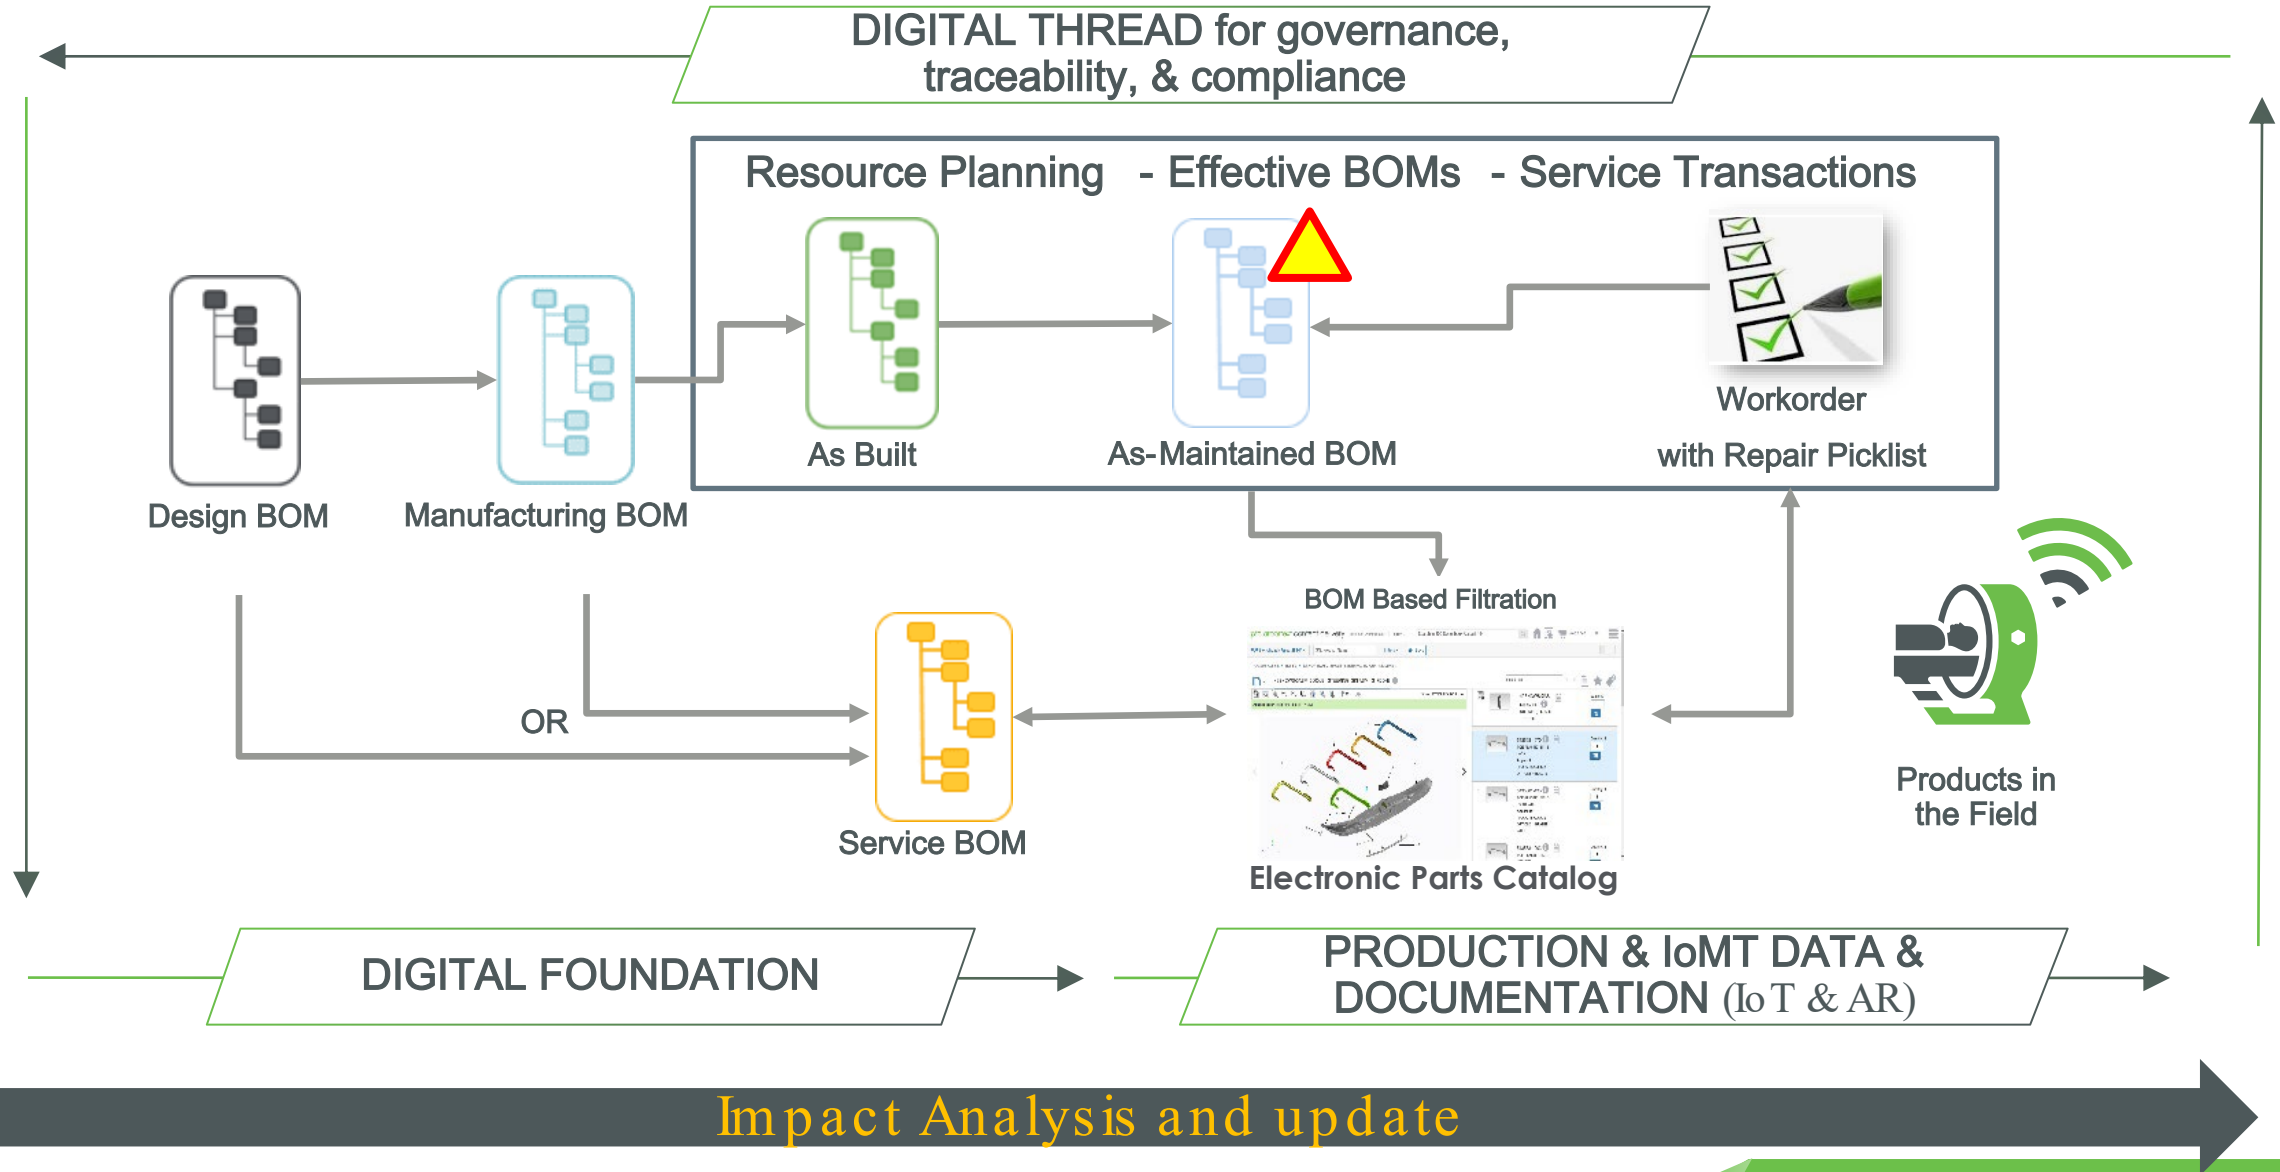 DIGITAL THREAD for governance,
traceability, & compliance
Resource Planning - Effective BOMs - Service Transactions
As Built
As-Maintained BOM
Workorder
with Repair Picklist
Design BOM
Manufacturing BOM
BOM Based Filtration
OR
Service BOM
Electronic Parts Catalog
Products in
the Field
DIGITAL FOUNDATION
PRODUCTION & IoMT DATA &
DOCUMENTATION (IoT & AR)
Impact Analysis and update